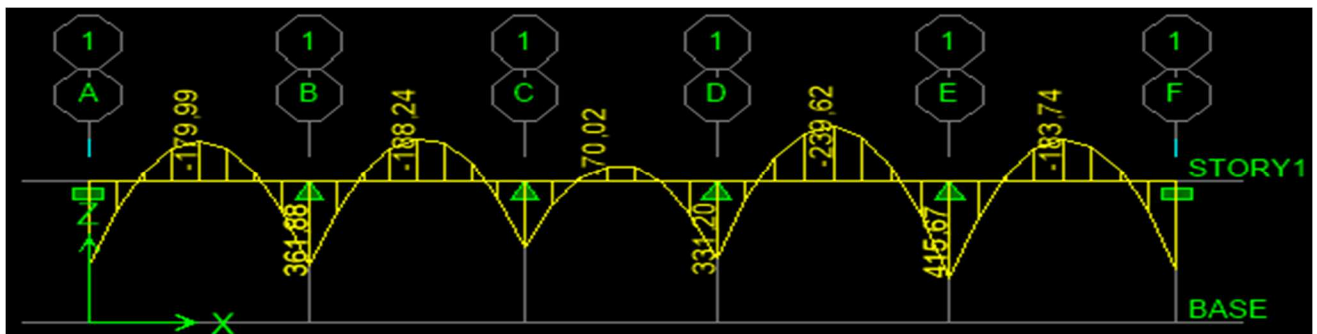 1 1 1 1 1 1
A B C D E F
-179,99 -188,24 70,02 -239,62 -183,74
STORY1
361,88 331,20 415,67
Z
X
BASE